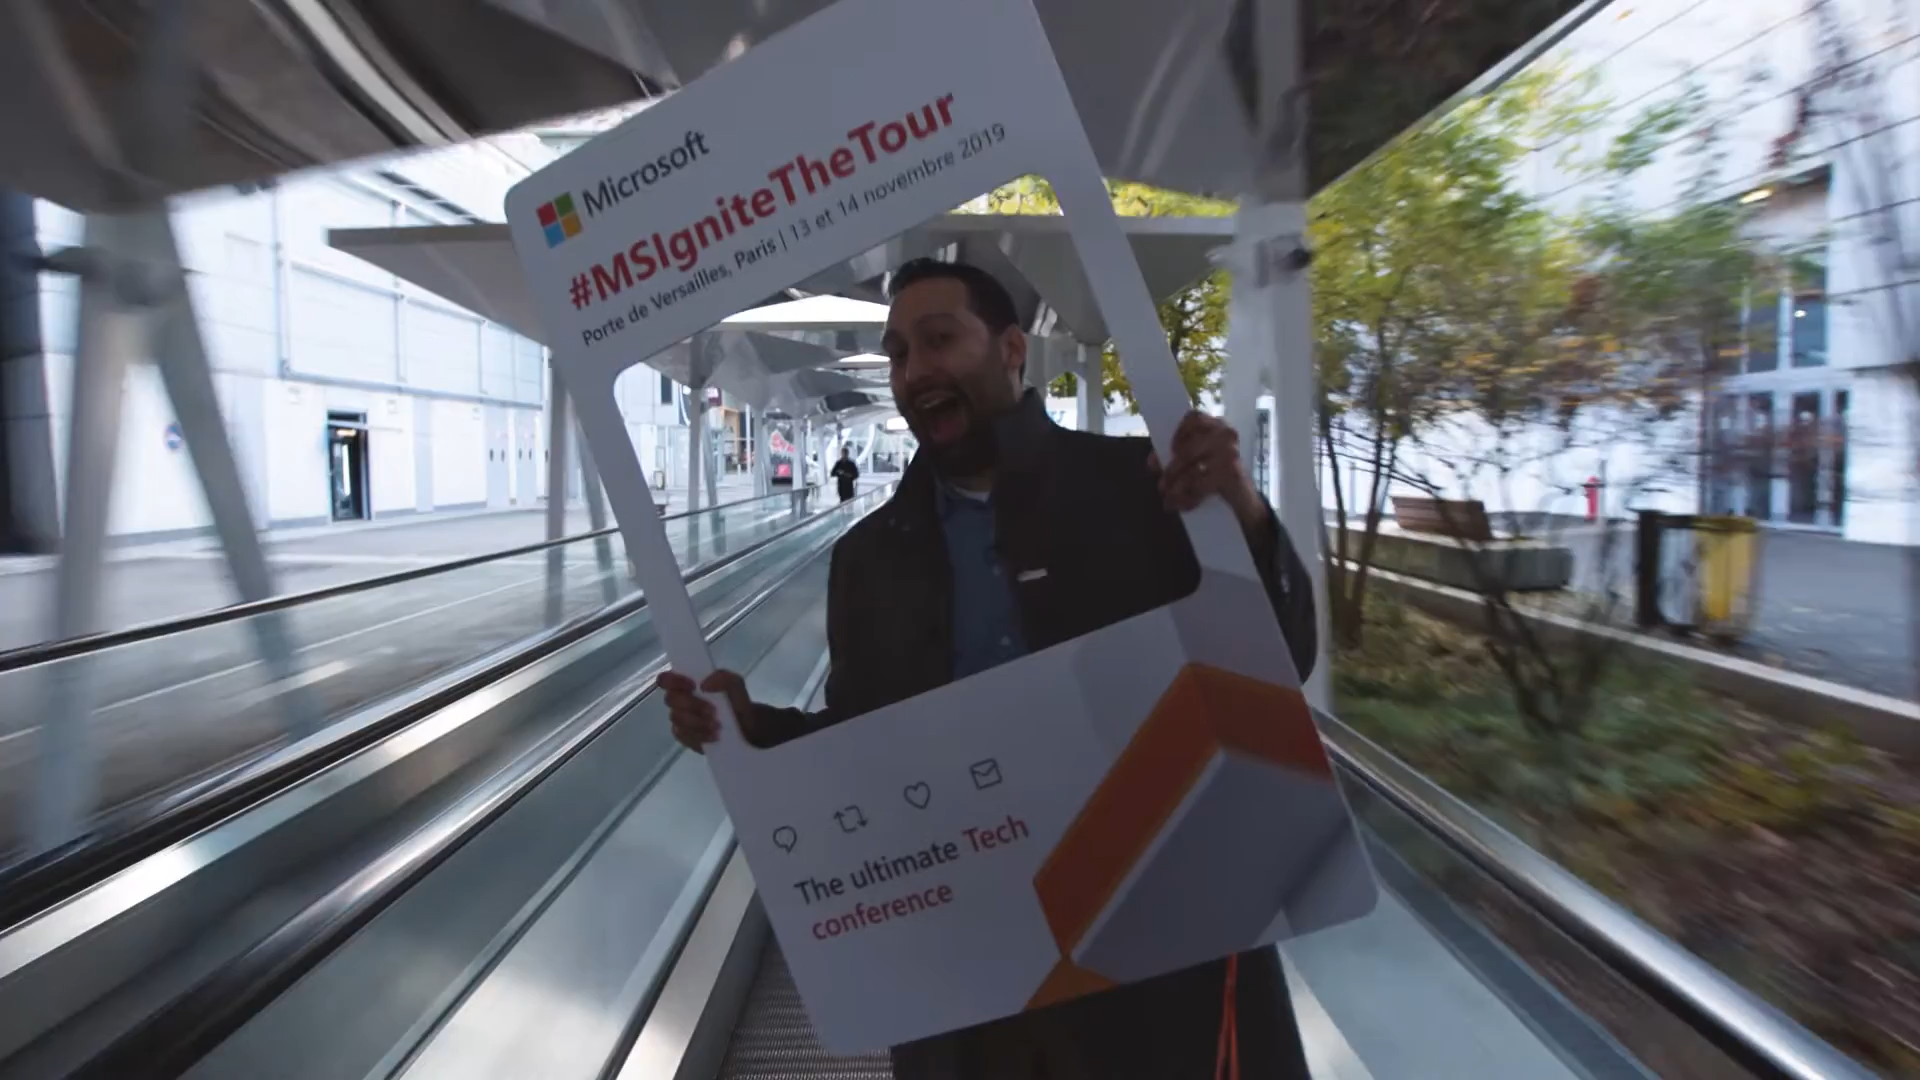 Microsoft
#MSIgniteTheTour
Porte de Versailles, Paris | 13 et 14 novembre 2019
The ultimate Tech
conference